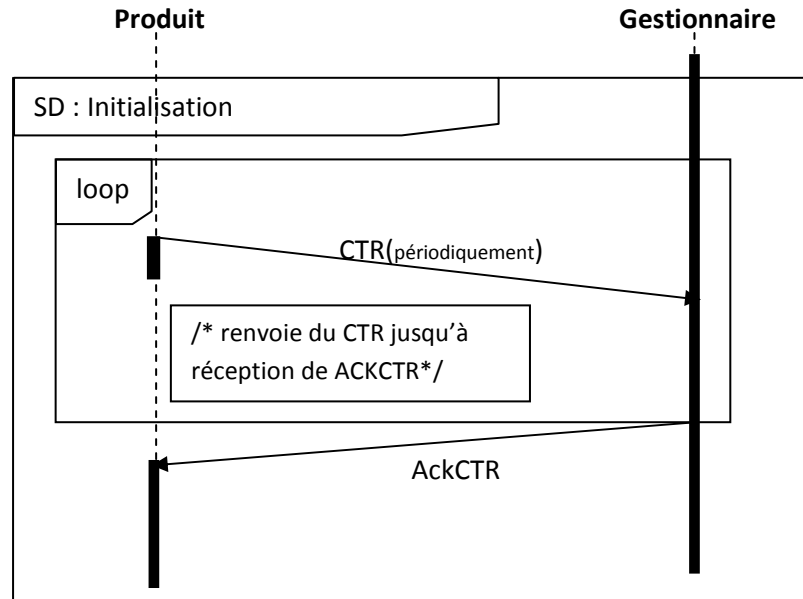 Produit
Gestionnaire
SD : Initialisation
loop
CTR(périodiquement)
/* renvoie du CTR jusqu’à
réception de ACKCTR*/
AckCTR